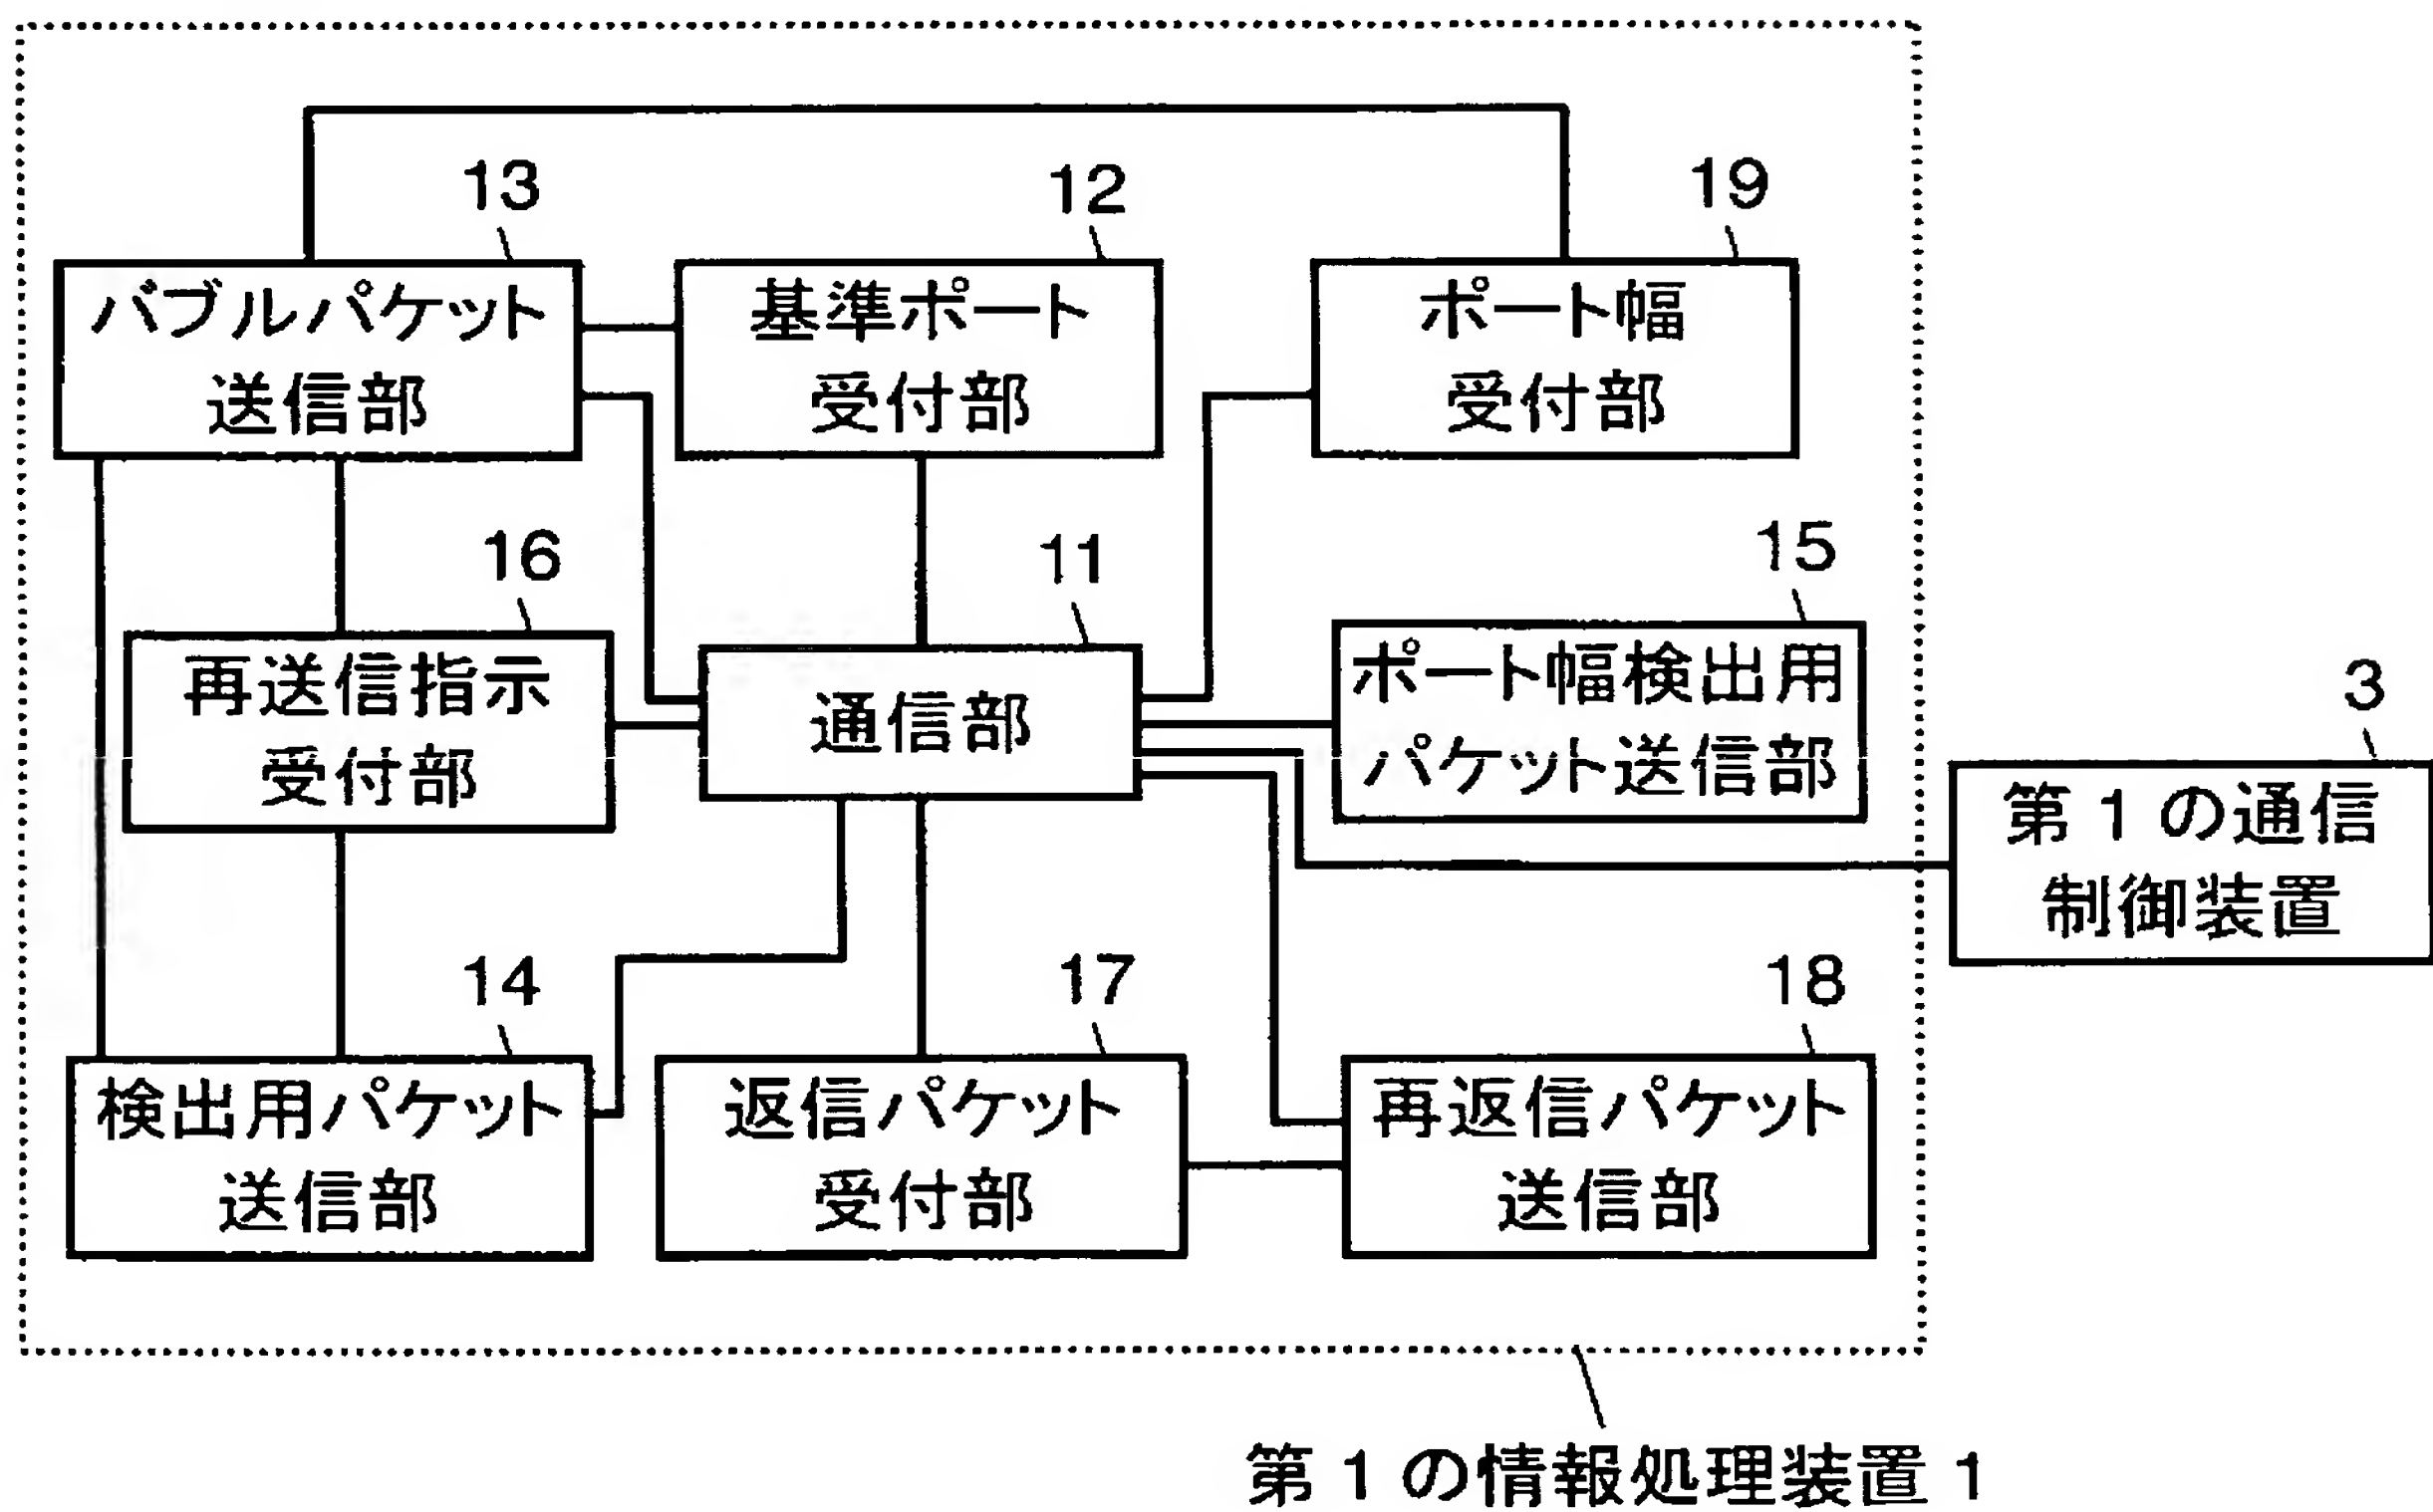 13
12
19
バブルパケット
送信部
基準ポート
受付部
ポート幅
受付部
16
11
15
再送信指示
受付部
通信部
ポート幅検出用
パケット送信部
3
第1の通信
制御装置
14
17
18
検出用パケット
送信部
返信パケット
受付部
再返信パケット
送信部
第1の情報処理装置1